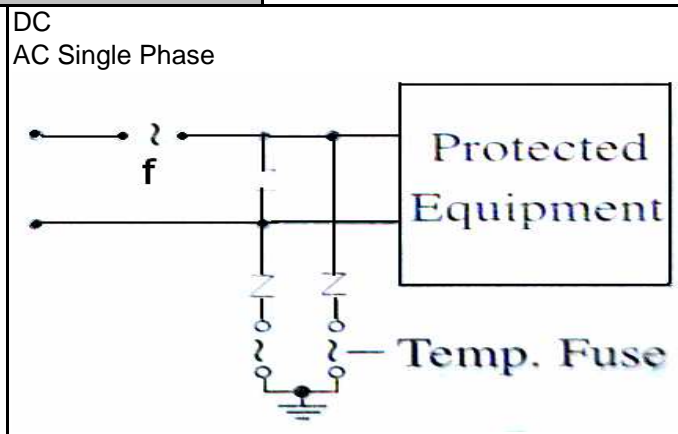 DC
AC Single Phase
f
Protected
Equipment
Temp. Fuse